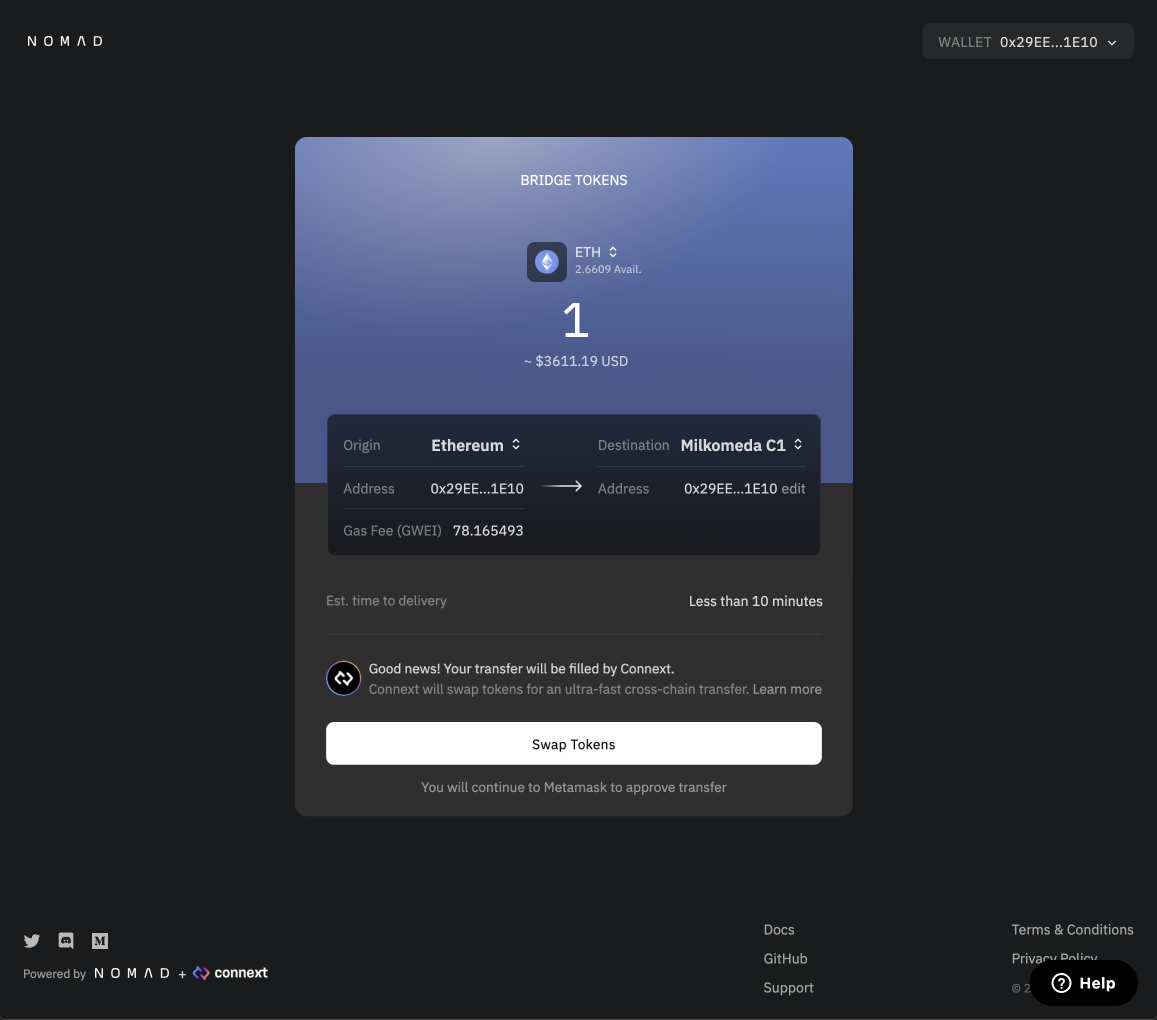 NOMAD
WALLET 0x29EE...1E10
BRIDGE TOKENS
ETH
2.6609 Avail.
1
~ $3611.19 USD
Origin Ethereum
Destination Milkomeda C1
Address 0x29EE...1E10
Address 0x29EE...1E10 edit
Gas Fee (GWEI) 78.165493
Est. time to delivery Less than 10 minutes
Good news! Your transfer will be filled by Connext.
Connext will swap tokens for an ultra-fast cross-chain transfer. Learn more
Swap Tokens
You will continue to Metamask to approve transfer
M
Powered by NOMAD + connext
Docs
GitHub
Support
Terms & Conditions
Privacy Policy
© 2
? Help